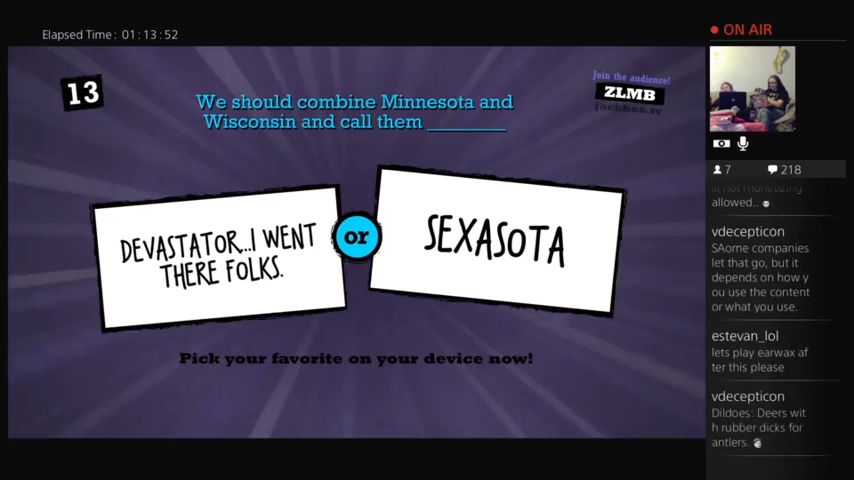 Elapsed Time : 01:13:52
ON AIR
13
We should combine Minnesota and
Wisconsin and call them ________
Join the audience!
ZLMB
jackbox.tv
DEVASTATOR...I WENT
THERE FOLKS.
or
SEXASOTA
Pick your favorite on your device now!
7
218
not monetizing
allowed..
vdecepticon
SAome companies
let that go, but it
depends on how y
ou use the content
or what you use.
estevan_lol
lets play earwax af
ter this please
vdecepticon
Dildoes: Deers wit
h rubber dicks for
antlers.